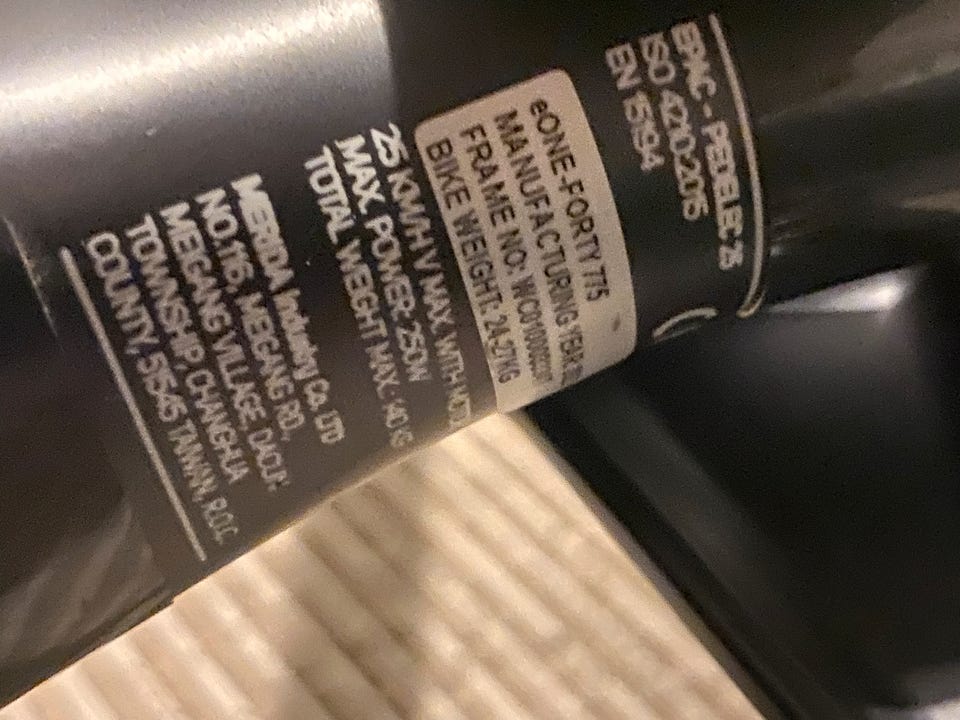 EPAC - PEDELEC 25
ISO 4210:2015
EN 15194
eONE-FORTY 775
MANUFACTURING YEAR:
FRAME NO:
BIKE WEIGHT: 24.27KG
25 KM/H V MAX. WITH
MAX. POWER: 250W
TOTAL WEIGHT MAX.: 140 KG
MERIDA Industry Co. LTD
NO.116, MEIGANG RD.,
MEIGANG VILLAGE, DACUN
TOWNSHIP, CHANGHUA
COUNTY, 51545 TAIWAN, R.O.C.